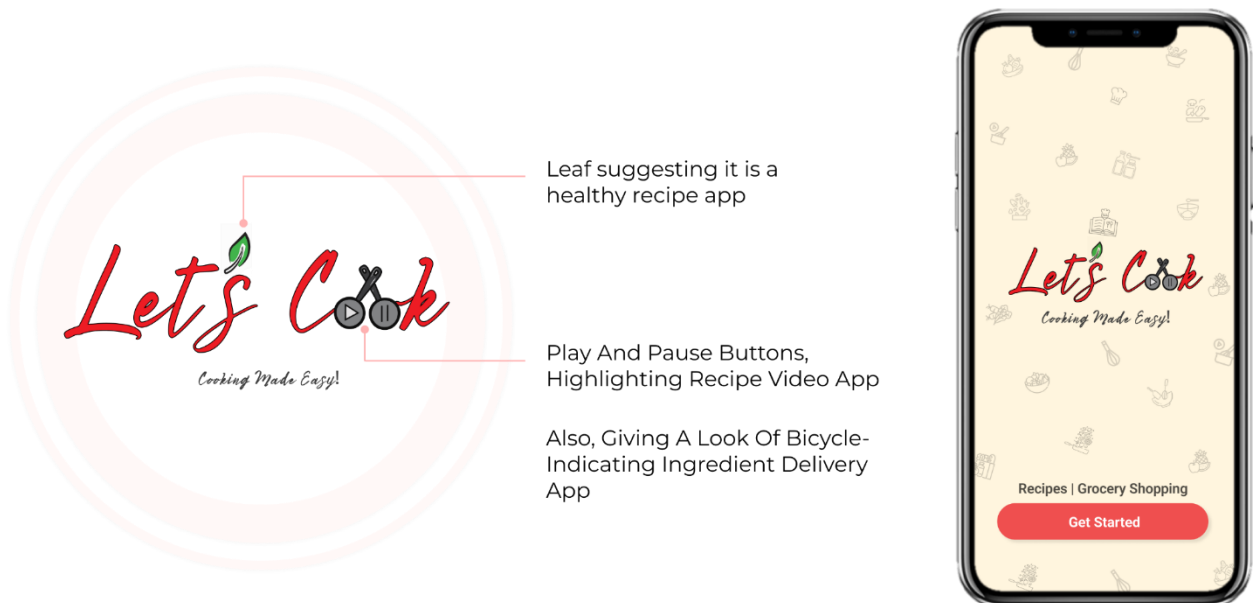 Leaf suggesting it is a
healthy recipe app
Let's Cook
Cooking Made Easy!
Play And Pause Buttons,
Highlighting Recipe Video App
Also, Giving A Look Of Bicycle-
Indicating Ingredient Delivery
App
Let's Cook
Cooking Made Easy!
Recipes | Grocery Shopping
Get Started